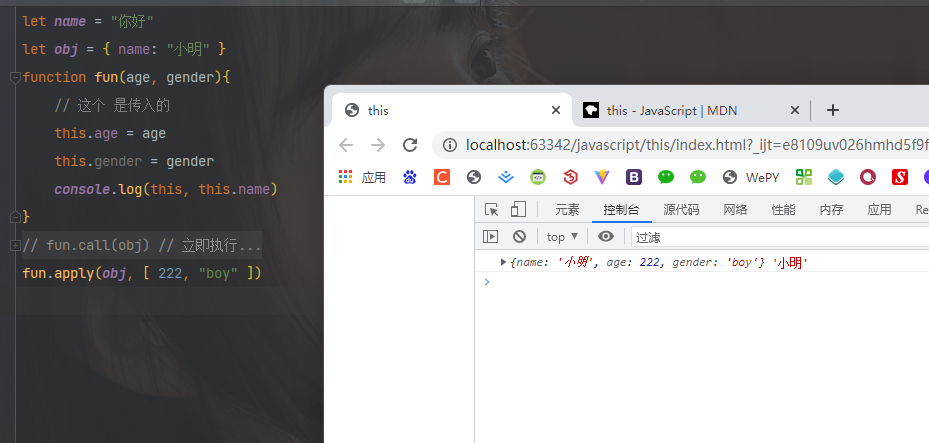 let name = "你好"
let obj = { name: "小明" }
function fun(age, gender){
// 这个 是传入的
this.age = age
this.gender = gender
console.log(this, this.name)
}
// fun.call(obj) // 立即执行...
fun.apply(obj, [ 222, "boy" ])
this
this - JavaScript | MDN
localhost:63342/javascript/this/index.html?_ijt=e8109uv026hmhd5f9f
应用
WePY
元素 控制台 源代码 网络 性能 内存 应用 Re
top 过滤
{name: '小明', age: 222, gender: 'boy'} '小明'